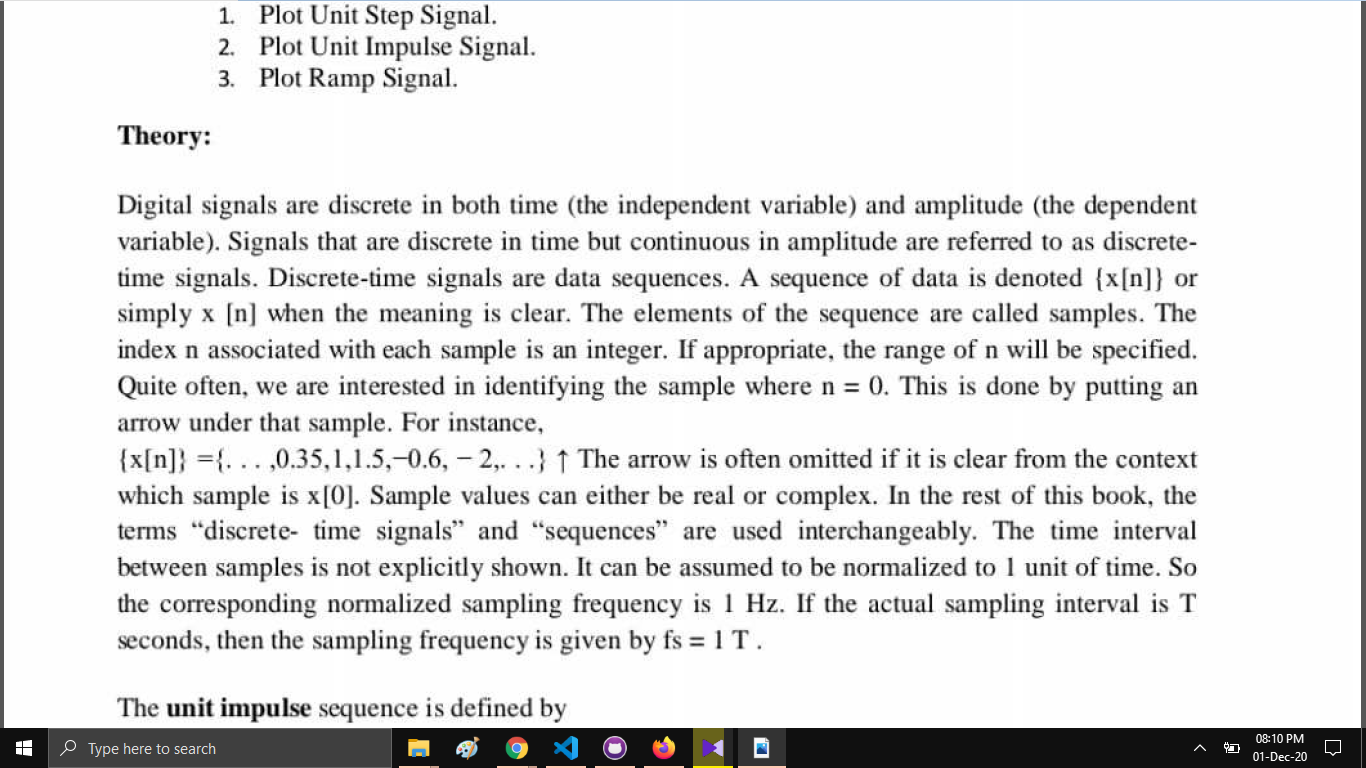 1. Plot Unit Step Signal.
2. Plot Unit Impulse Signal.
3. Plot Ramp Signal.
Theory:
Digital signals are discrete in both time (the independent variable) and amplitude (the dependent
variable). Signals that are discrete in time but continuous in amplitude are referred to as discrete-
time signals. Discrete-time signals are data sequences. A sequence of data is denoted {x[n]} or
simply x [n] when the meaning is clear. The elements of the sequence are called samples. The
index n associated with each sample is an integer. If appropriate, the range of n will be specified.
Quite often, we are interested in identifying the sample where n = 0. This is done by putting an
arrow under that sample. For instance,
{x[n]} ={. . . ,0.35,1,1.5,−0.6, − 2,. . .} ↑ The arrow is often omitted if it is clear from the context
which sample is x[0]. Sample values can either be real or complex. In the rest of this book, the
terms “discrete- time signals” and “sequences” are used interchangeably. The time interval
between samples is not explicitly shown. It can be assumed to be normalized to 1 unit of time. So
the corresponding normalized sampling frequency is 1 Hz. If the actual sampling interval is T
seconds, then the sampling frequency is given by fs = 1 T .
The unit impulse sequence is defined by
Type here to search
08:10 PM
01-Dec-20